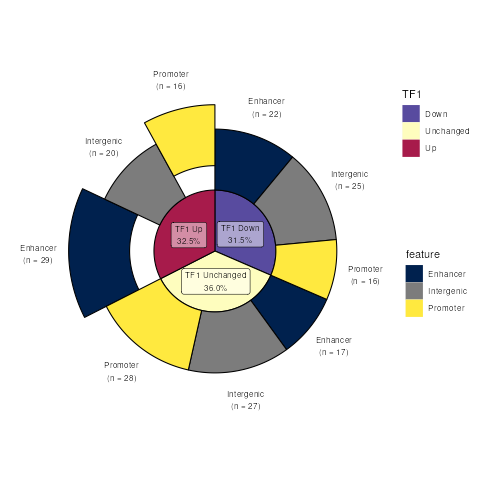 Promoter
(n = 16)
Enhancer
(n = 22)
Intergenic
(n = 20)
Intergenic
(n = 25)
TF1 Up
32.5%
TF1 Down
31.5%
Enhancer
(n = 29)
TF1 Unchanged
36.0%
Promoter
(n = 16)
Enhancer
(n = 17)
Promoter
(n = 28)
Intergenic
(n = 27)
TF1
Down
Unchanged
Up
feature
Enhancer
Intergenic
Promoter